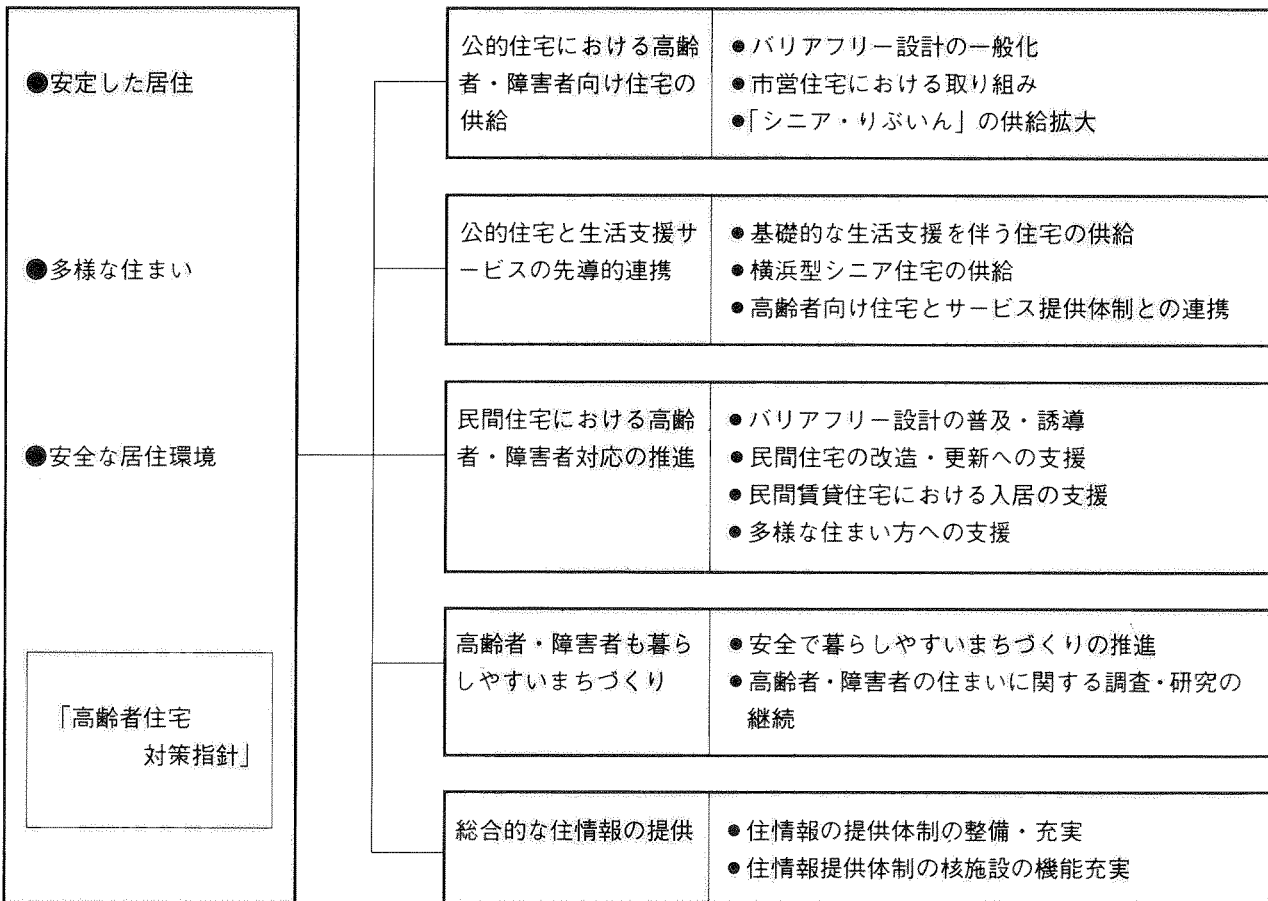 ●安定した居住
●多様な住まい
●安全な居住環境
「高齢者住宅
対策指針」
公的住宅における高齢
者・障害者向け住宅の
供給
●バリアフリー設計の一般化
●市営住宅における取り組み
●「シニア・りぶいん」の供給拡大
公的住宅と生活支援サ
ービスの先導的連携
●基礎的な生活支援を伴う住宅の供給
●横浜型シニア住宅の供給
●高齢者向け住宅とサービス提供体制との連携
民間住宅における高齢
者・障害者対応の推進
●バリアフリー設計の普及・誘導
●民間住宅の改造・更新への支援
●民間賃貸住宅における入居の支援
●多様な住まい方への支援
高齢者・障害者も暮ら
しやすいまちづくり
●安全で暮らしやすいまちづくりの推進
●高齢者・障害者の住まいに関する調査・研究の
継続
総合的な住情報の提供
●住情報の提供体制の整備・充実
●住情報提供体制の核施設の機能充実